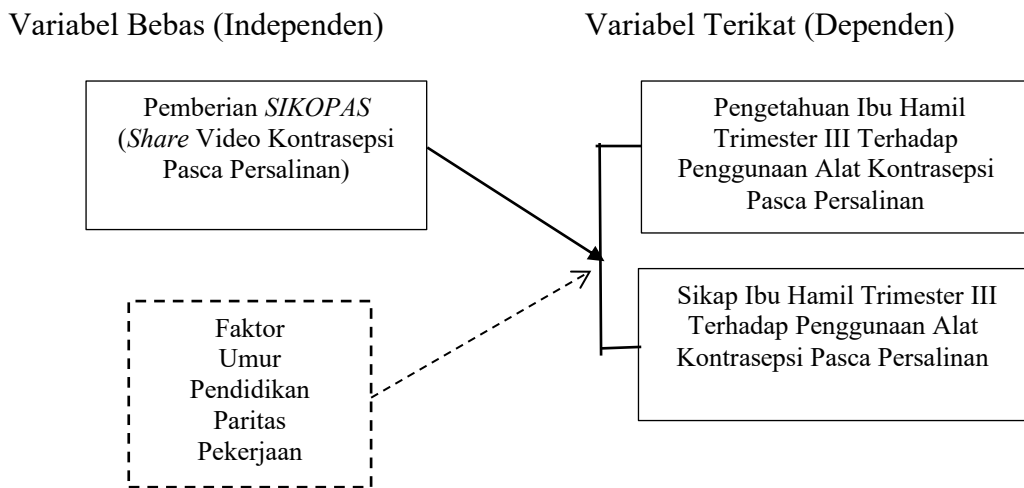 Variabel Bebas (Independen)
Variabel Terikat (Dependen)
Pemberian SIKOPAS
(Share Video Kontrasepsi
Pasca Persalinan)
Pengetahuan Ibu Hamil
Trimester III Terhadap
Penggunaan Alat Kontrasepsi
Pasca Persalinan
Faktor
Umur
Pendidikan
Paritas
Pekerjaan
Sikap Ibu Hamil Trimester III
Terhadap Penggunaan Alat
Kontrasepsi Pasca Persalinan